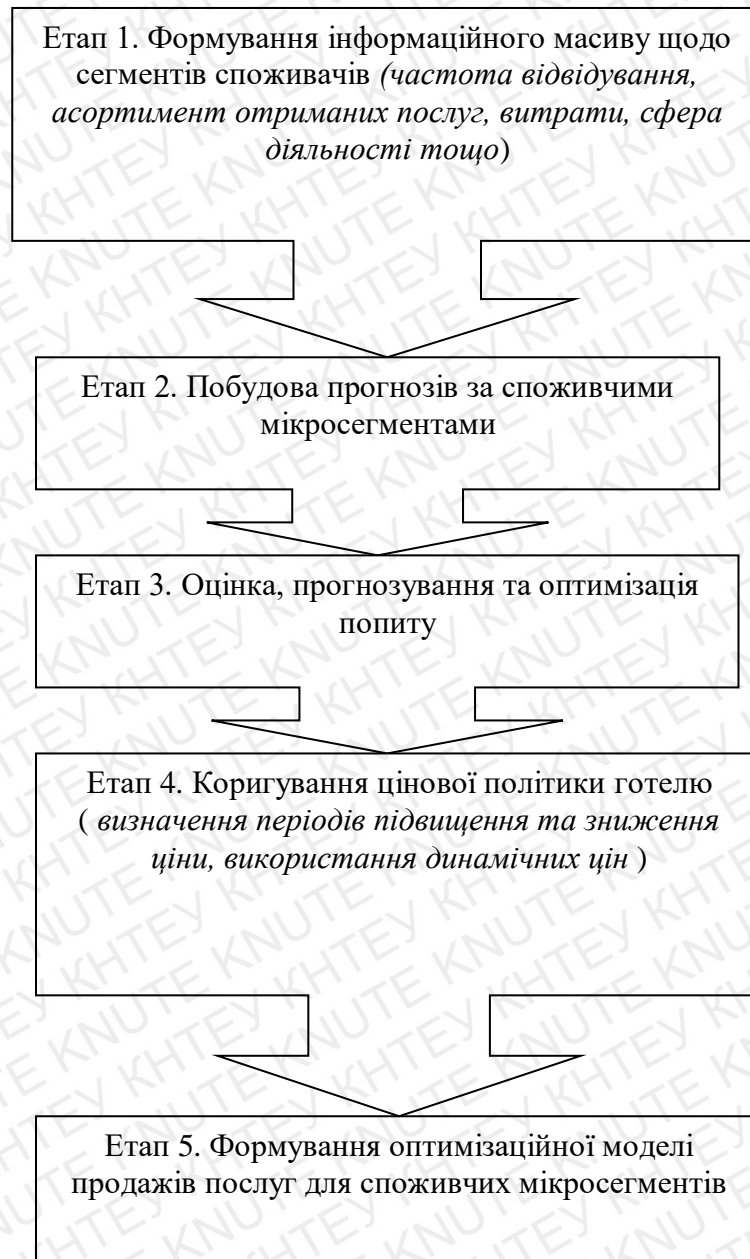 Етап 1. Формування інформаційного масиву щодо
сегментів споживачів (частота відвідування,
асортимент отриманих послуг, витрати, сфера
діяльності тощо)
Етап 2. Побудова прогнозів за споживчими
мікросегментами
Етап 3. Оцінка, прогнозування та оптимізація
попиту
Етап 4. Коригування цінової політики готелю
( визначення періодів підвищення та зниження
ціни, використання динамічних цін )
Етап 5. Формування оптимізаційної моделі
продажів послуг для споживчих мікросегментів